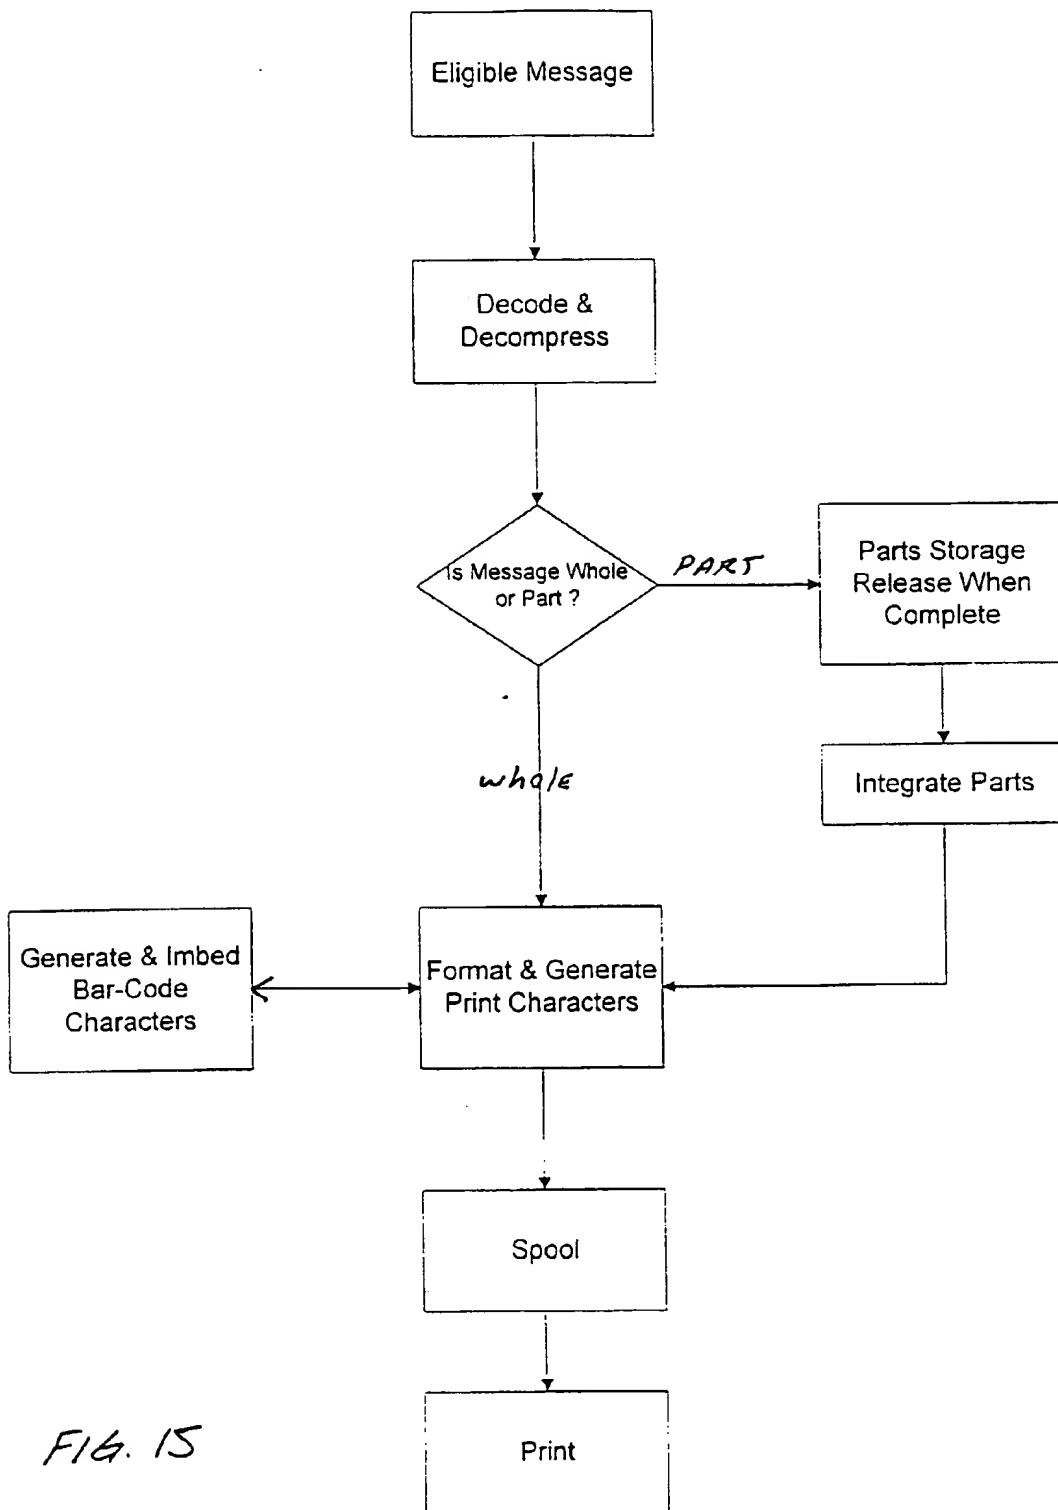 Eligible Message
Decode &
Decompress
Is Message Whole
or Part ?
PART
Parts Storage
Release When
Complete
whole
Integrate Parts
Generate & Imbed
Bar-Code
Characters
Format & Generate
Print Characters
Spool
Print
FIG. 15